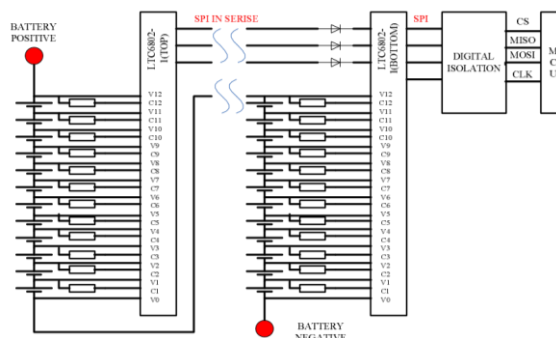 BATTERY
POSITIVE
LTC6802-
1(TOP)
SPI IN SERISE
LTC6802-
1(BOTTOM)
SPI
DIGITAL
ISOLATION
CS
MISO
MOSI
CLK
M
C
U
V12
C12
V11
C11
V10
C10
V9
C9
V8
C8
V7
C7
V6
C6
V5
C5
V4
C4
V3
C3
V2
C2
V1
C1
V0
V12
C12
V11
C11
V10
C10
V9
C9
V8
C8
V7
C7
V6
C6
V5
C5
V4
C4
V3
C3
V2
C2
V1
C1
V0
BATTERY
NEGATIVE